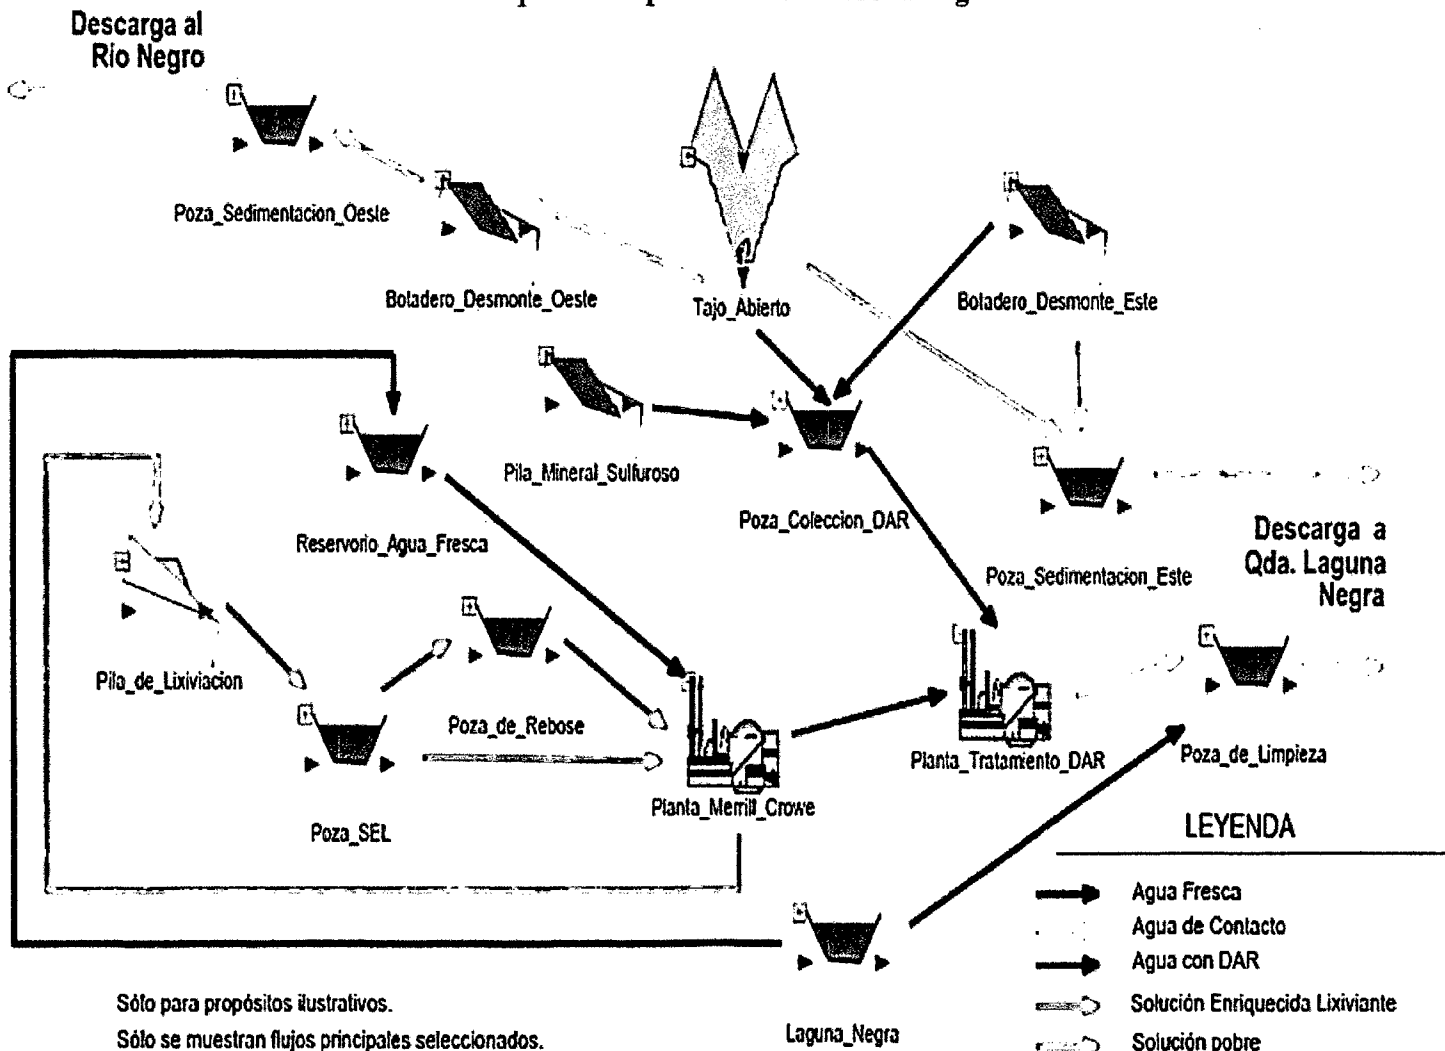 Descarga al
Río Negro
Poza_Sedimentacion_Oeste
Botadero_Desmonte_Oeste
Tajo_Abierto
Botadero_Desmonte_Este
Pila_Mineral_Sulfuroso
Reservorio_Agua_Fresca
Poza_Coleccion_DAR
Poza_Sedimentacion_Este
Descarga a
Qda. Laguna
Negra
Pila_de_Lixiviacion
Poza_de_Rebose
Poza_SEL
Planta_Merrill_Crowe
Planta_Tratamiento_DAR
Poza_de_Limpieza
LEYENDA
Agua Fresca
Agua de Contacto
Agua con DAR
Solución Enriquecida Lixiviante
Solución pobre
Laguna_Negra
Sólo para propósitos ilustrativos.
Sólo se muestran flujos principales seleccionados.